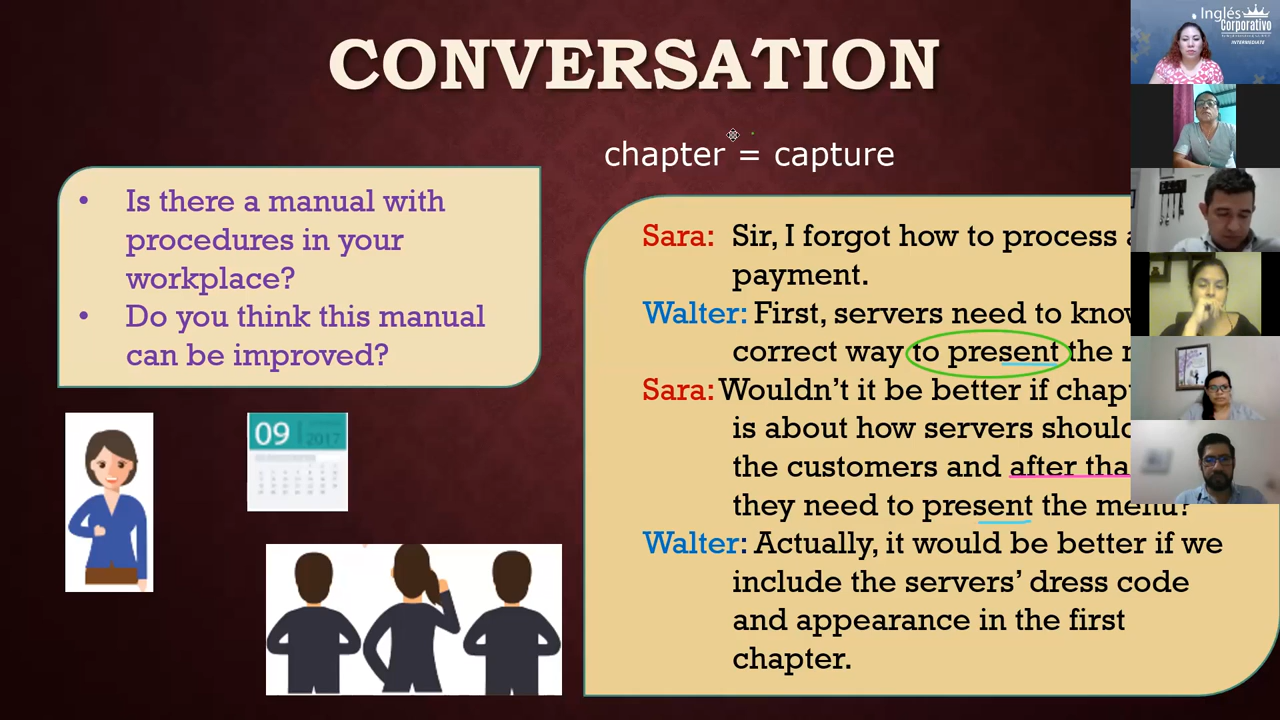 CONVERSATION
Inglés
Corporativo
INTERMEDIATE
chapter = capture
• Is there a manual with
procedures in your
workplace?
• Do you think this manual
can be improved?
09
2017
Sara: Sir, I forgot how to process
payment.
Walter: First, servers need to know
correct way to present the
Sara: Wouldn't it be better if
is about how servers should
the customers and after
they need to present the menu?
Walter: Actually, it would be better if we
include the servers' dress code
and appearance in the first
chapter.